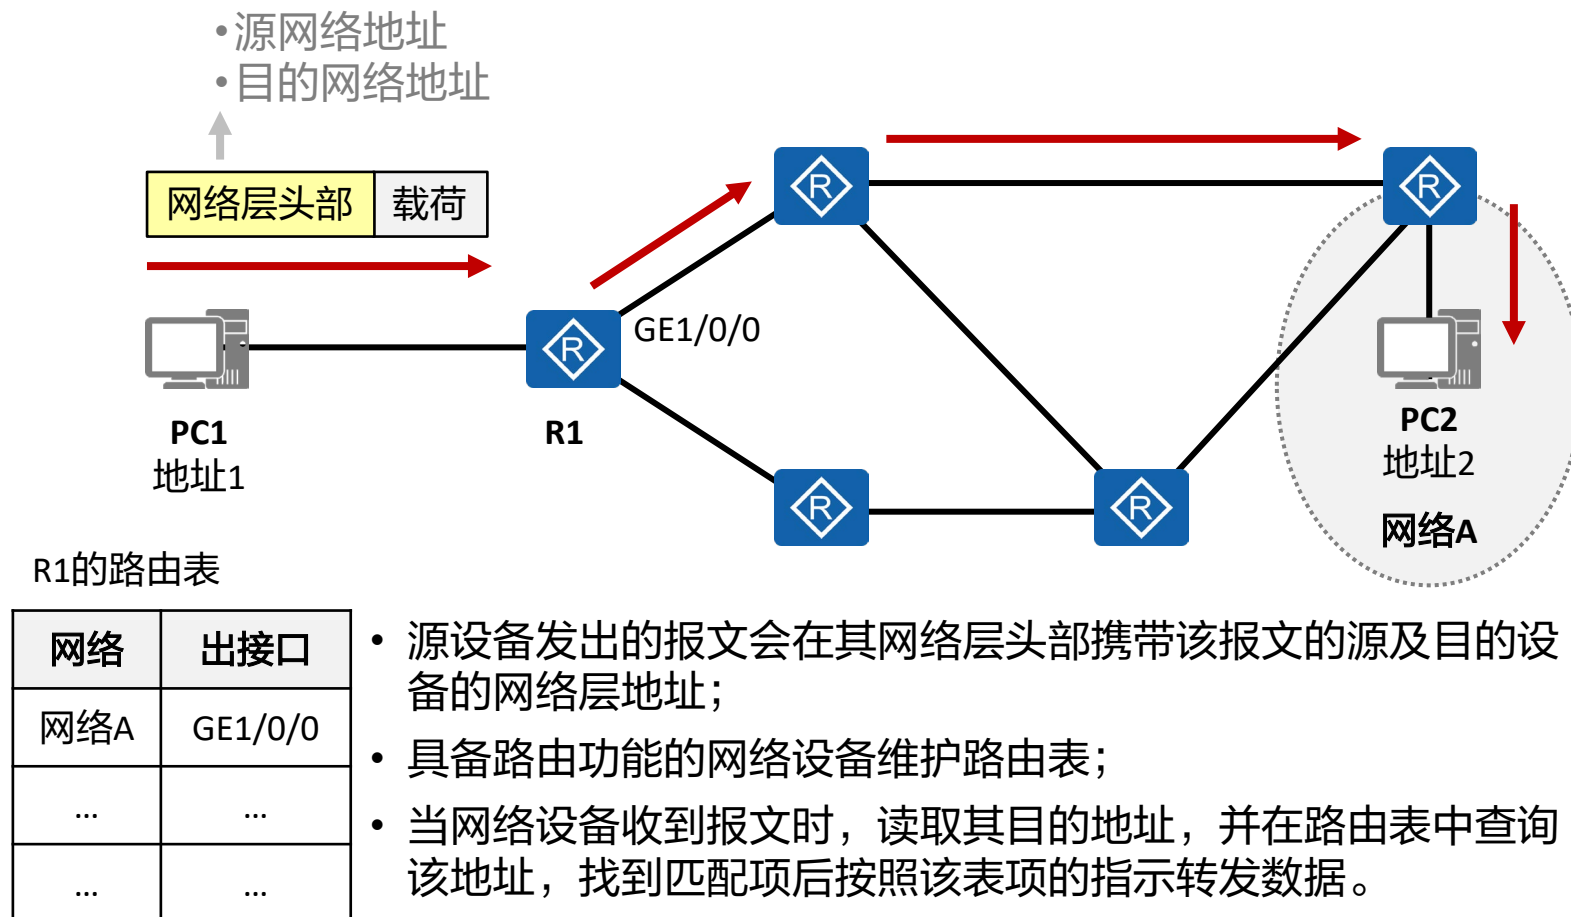 •源网络地址
•目的网络地址
网络层头部 载荷
R
R
GE1/0/0
R
PC1
地址1
R1
PC2
地址2
网络A
R
R
R1的路由表
网络 出接口
网络A GE1/0/0
... ...
... ...
• 源设备发出的报文会在其网络层头部携带该报文的源及目的设
备的网络层地址；
• 具备路由功能的网络设备维护路由表；
• 当网络设备收到报文时，读取其目的地址，并在路由表中查询
该地址，找到匹配项后按照该表项的指示转发数据。